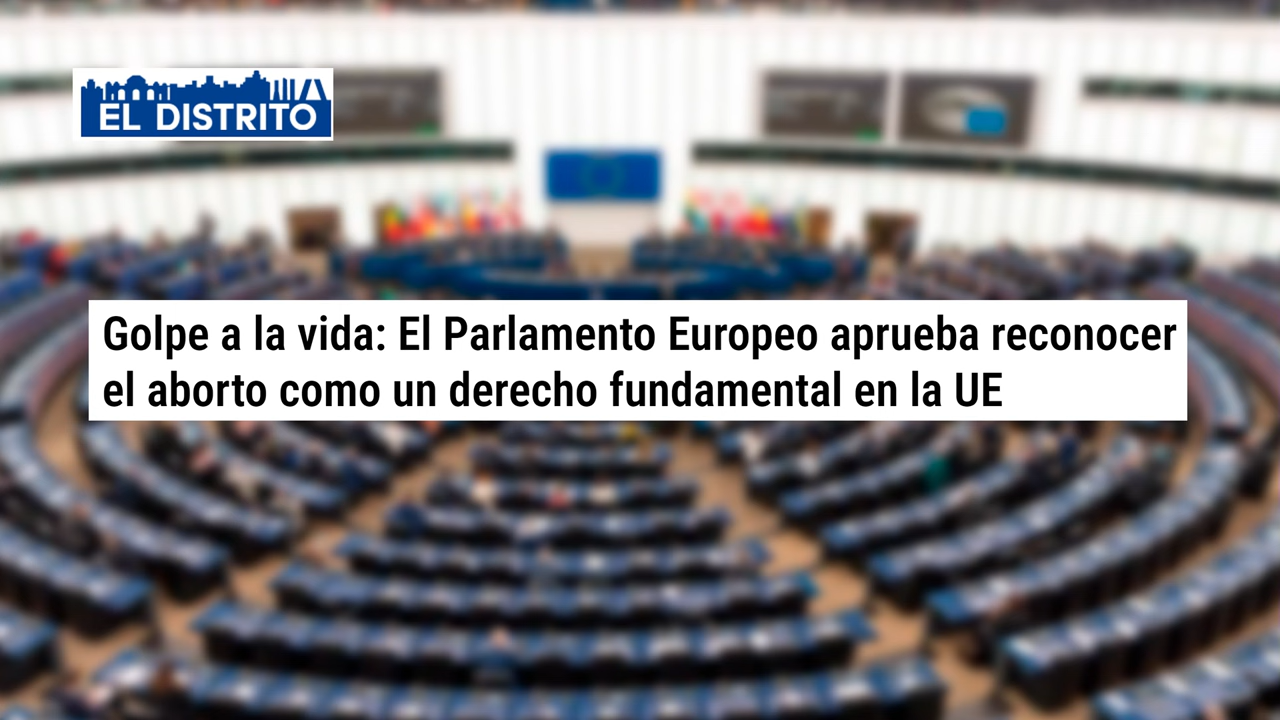 EL DISTRITO
Golpe a la vida: El Parlamento Europeo aprueba reconocer
el aborto como un derecho fundamental en la UE